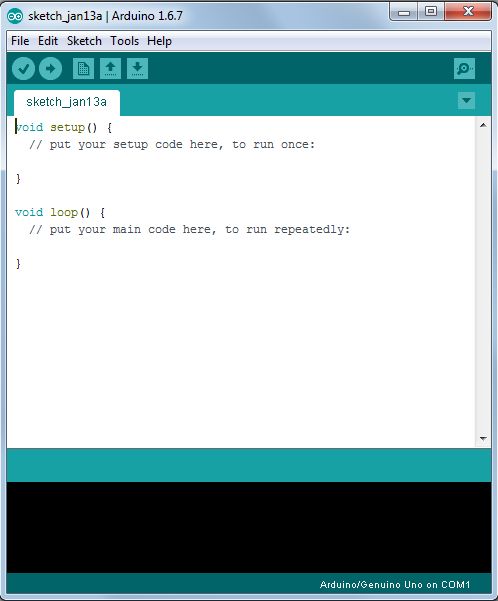 sketch_jan13a | Arduino 1.6.7
File Edit Sketch Tools Help
sketch_jan13a
void setup() {
  // put your setup code here, to run once:
}
void loop() {
  // put your main code here, to run repeatedly:
}
Arduino/Genuino Uno on COM1